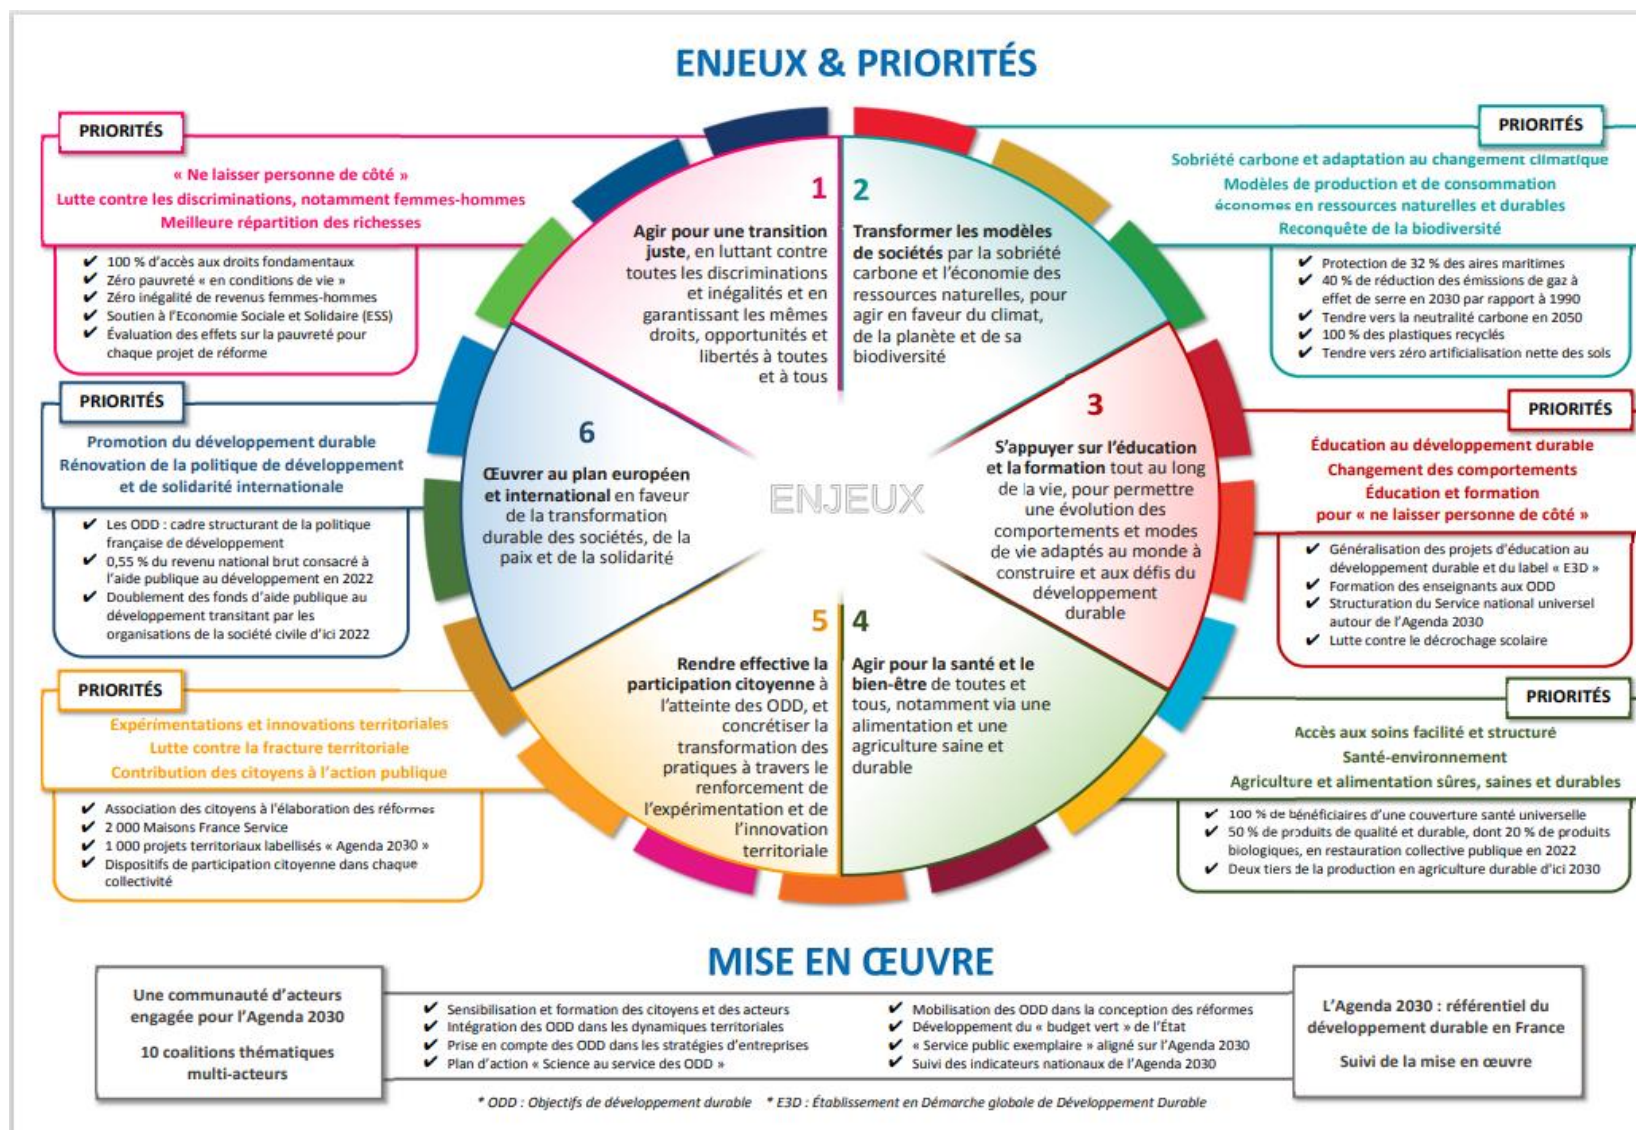 ENJEUX & PRIORITÉS
PRIORITÉS
« Ne laisser personne de côté »
Lutte contre les discriminations, notamment femmes-hommes
Meilleure répartition des richesses
✔ 100 % d'accès aux droits fondamentaux
✔ Zéro pauvreté « en conditions de vie »
✔ Zéro inégalité de revenus femmes-hommes
✔ Soutien à l'Economie Sociale et Solidaire (ESS)
✔ Évaluation des effets sur la pauvreté pour
chaque projet de réforme
1
Agir pour une transition
juste, en luttant contre
toutes les discriminations
et inégalités et en
garantissant les mêmes
droits, opportunités et
libertés à toutes
et à tous
2
Transformer les modèles
de sociétés par la sobriété
carbone et l'économie des
ressources naturelles, pour
agir en faveur du climat,
de la planète et de sa
biodiversité
PRIORITÉS
Sobriété carbone et adaptation au changement climatique
Modèles de production et de consommation
économes en ressources naturelles et durables
Reconquête de la biodiversité
✔ Protection de 32 % des aires maritimes
✔ 40 % de réduction des émissions de gaz à
effet de serre en 2030 par rapport à 1990
✔ Tendre vers la neutralité carbone en 2050
✔ 100 % des plastiques recyclés
✔ Tendre vers zéro artificialisation nette des sols
PRIORITÉS
Promotion du développement durable
Rénovation de la politique de développement
et de solidarité internationale
✔ Les ODD : cadre structurant de la politique
française de développement
✔ 0,55 % du revenu national brut consacré à
l'aide publique au développement en 2022
✔ Doublement des fonds d'aide publique au
développement transitant par les
organisations de la société civile d'ici 2022
6
Œuvrer au plan européen
et international en faveur
de la transformation
durable des sociétés, de la
paix et de la solidarité
ENJEUX
3
S'appuyer sur l'éducation
et la formation tout au long
de la vie, pour permettre
une évolution des
comportements et modes
de vie adaptés au monde à
construire et aux défis du
développement
durable
PRIORITÉS
Éducation au développement durable
Changement des comportements
Éducation et formation
pour « ne laisser personne de côté »
✔ Généralisation des projets d'éducation au
développement durable et du label « E3D »
✔ Formation des enseignants aux ODD
✔ Structuration du Service national universel
autour de l'Agenda 2030
✔ Lutte contre le décrochage scolaire
PRIORITÉS
Expérimentations et innovations territoriales
Lutte contre la fracture territoriale
Contribution des citoyens à l'action publique
✔ Association des citoyens à l'élaboration des réformes
✔ 2 000 Maisons France Service
✔ 1 000 projets territoriaux labellisés « Agenda 2030 »
✔ Dispositifs de participation citoyenne dans chaque
collectivité
5
Rendre effective la
participation citoyenne à
l'atteinte des ODD, et
concrétiser la
transformation des
pratiques à travers le
renforcement de
l'expérimentation et de
l'innovation
territoriale
4
Agir pour la santé et le
bien-être de toutes et
tous, notamment via une
alimentation et une
agriculture saine et
durable
PRIORITÉS
Accès aux soins facilité et structuré
Santé-environnement
Agriculture et alimentation sûres, saines et durables
✔ 100 % de bénéficiaires d'une couverture santé universelle
✔ 50 % de produits de qualité et durable, dont 20 % de produits
biologiques, en restauration collective publique en 2022
✔ Deux tiers de la production en agriculture durable d'ici 2030
MISE EN ŒUVRE
Une communauté d'acteurs
engagée pour l'Agenda 2030
10 coalitions thématiques
multi-acteurs
✔ Sensibilisation et formation des citoyens et des acteurs
✔ Intégration des ODD dans les dynamiques territoriales
✔ Prise en compte des ODD dans les stratégies d'entreprises
✔ Plan d'action « Science au service des ODD »
✔ Mobilisation des ODD dans la conception des réformes
✔ Développement du « budget vert » de l'État
✔ « Service public exemplaire » aligné sur l'Agenda 2030
✔ Suivi des indicateurs nationaux de l'Agenda 2030
L'Agenda 2030 : référentiel du
développement durable en France
Suivi de la mise en œuvre
* ODD : Objectifs de développement durable * E3D : Établissement en Démarche globale de Développement Durable